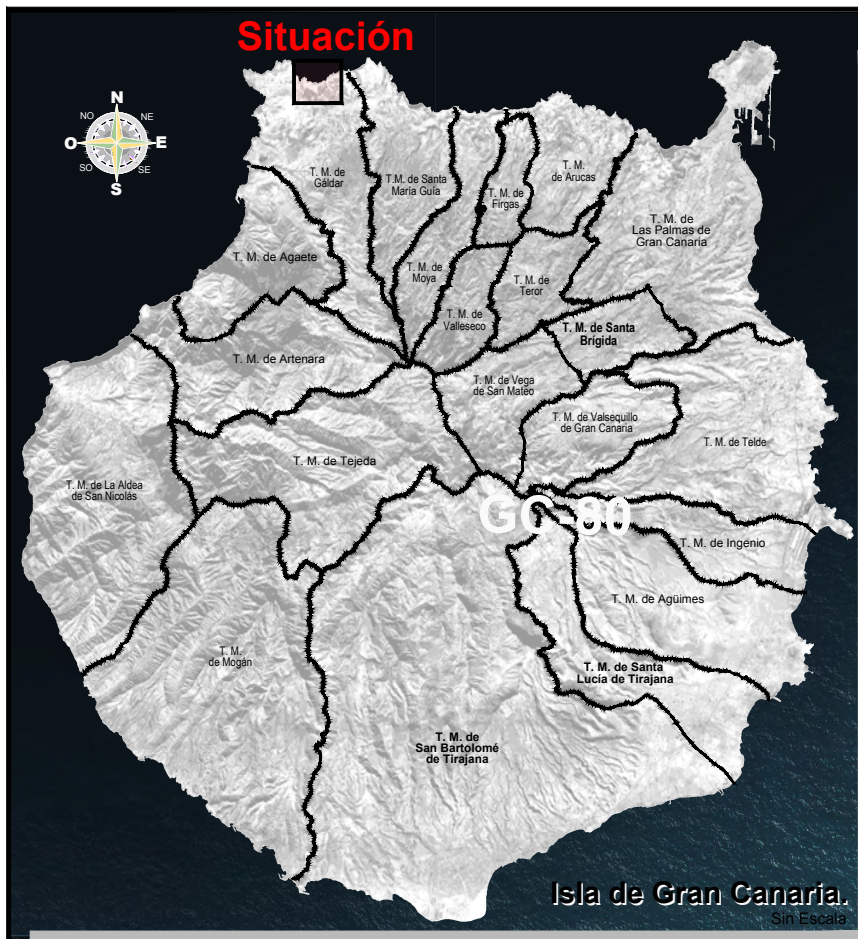 Situación
N
NO
NE
O
E
SO
SE
S
T. M. de
Gáldar
T. M. de Santa
María Guía
T. M. de
Firgas
T. M.
de Arucas
T. M. de
Las Palmas de
Gran Canaria
T. M. de Agaete
T. M. de
Moya
T. M. de
Teror
T. M. de
Valleseco
T. M. de Santa
Brígida
T. M. de Artenara
T. M. de Vega
de San Mateo
T. M. de Valsequillo
de Gran Canaria
T. M. de Telde
T. M. de Tejeda
T. M. de La Aldea
de San Nicolás
GC-80
T. M. de Ingenio
T. M. de Agüimes
T. M.
de Mogán
T. M. de Santa
Lucía de Tirajana
T. M. de
San Bartolomé
de Tirajana
Isla de Gran Canaria.
Sin Escala